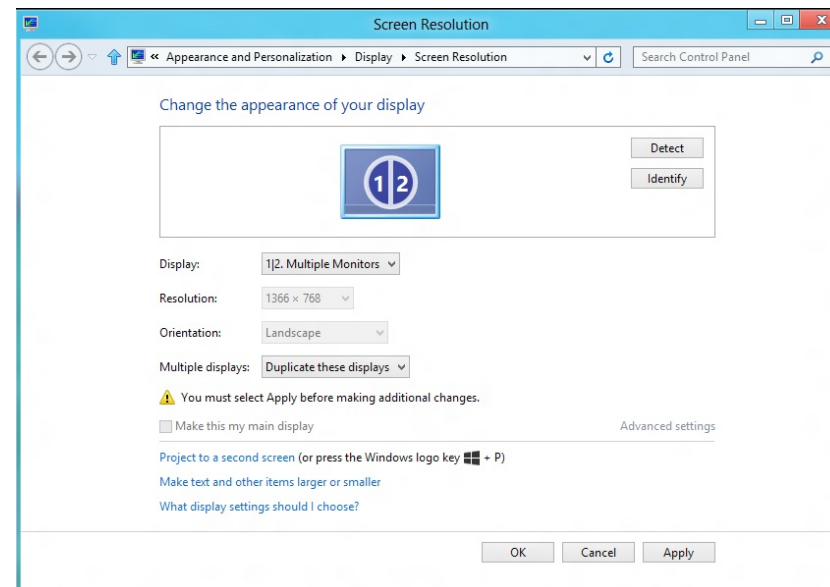 Screen Resolution
« Appearance and Personalization ▸ Display ▸ Screen Resolution
Search Control Panel
Change the appearance of your display
1|2
Detect
Identify
Display: 1|2. Multiple Monitors
Resolution: 1366 × 768
Orientation: Landscape
Multiple displays: Duplicate these displays
You must select Apply before making additional changes.
Make this my main display
Advanced settings
Project to a second screen (or press the Windows logo key + P)
Make text and other items larger or smaller
What display settings should I choose?
OK Cancel Apply